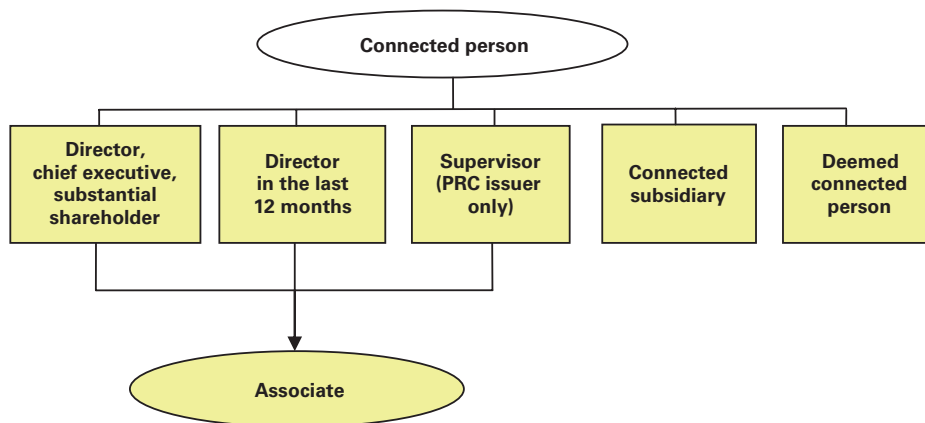 Connected person
Director,
chief executive,
substantial
shareholder
Director
in the last
12 months
Supervisor
(PRC issuer
only)
Connected
subsidiary
Deemed
connected
person
Associate